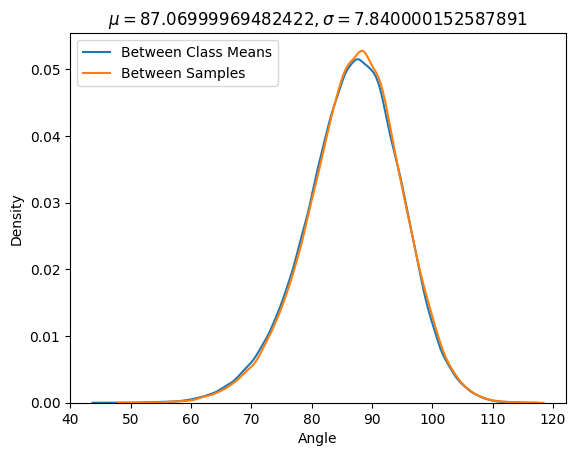 μ = 87.06999969482422, σ = 7.840000152587891
Between Class Means
Between Samples
0.05
0.04
0.03
0.02
0.01
0.00
Density
40 50 60 70 80 90 100 110 120
Angle